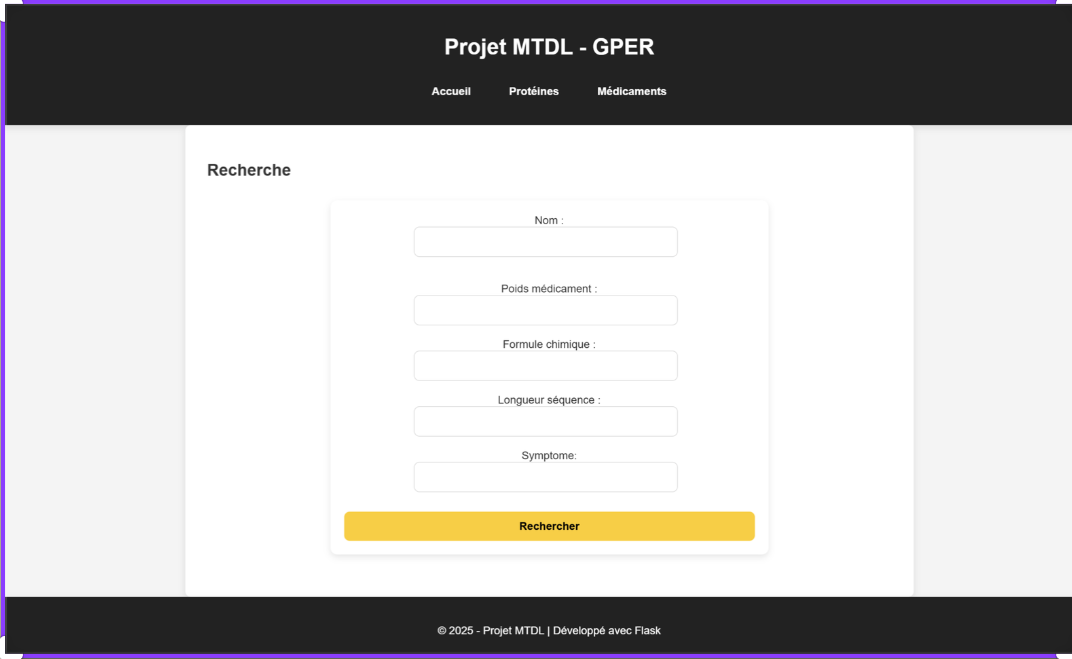 Projet MTDL - GPER
Accueil Protéines Médicaments
Recherche
Nom :
Poids médicament :
Formule chimique :
Longueur séquence :
Symptome:
Rechercher
© 2025 - Projet MTDL | Développé avec Flask